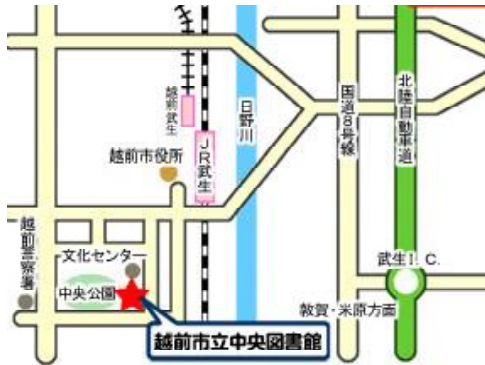 越前武生
JR武生
日野川
国道8号線
北陸自動車道
越前市役所
越前警察署
文化センター
中央公園
武生I.C.
敦賀・米原方面
越前市立中央図書館